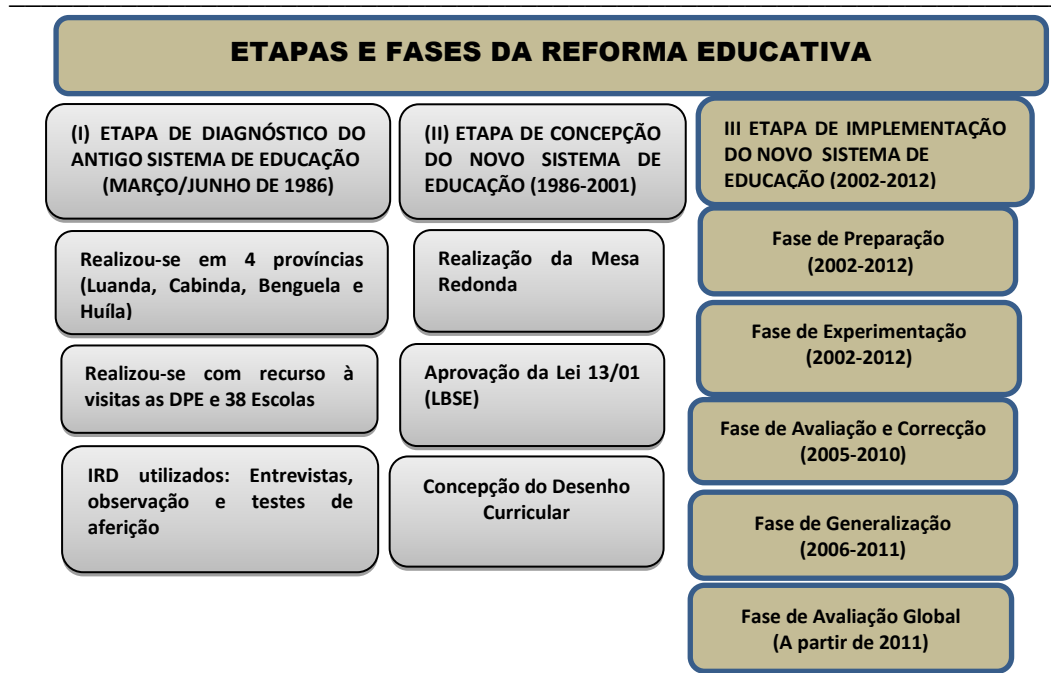 ETAPAS E FASES DA REFORMA EDUCATIVA
(I) ETAPA DE DIAGNÓSTICO DO
ANTIGO SISTEMA DE EDUCAÇÃO
(MARÇO/JUNHO DE 1986)
Realizou-se em 4 províncias
(Luanda, Cabinda, Benguela e
Huíla)
Realizou-se com recurso à
visitas as DPE e 38 Escolas
IRD utilizados: Entrevistas,
observação e testes de
aferição
(II) ETAPA DE CONCEPÇÃO
DO NOVO SISTEMA DE
EDUCAÇÃO (1986-2001)
Realização da Mesa
Redonda
Aprovação da Lei 13/01
(LBSE)
Concepção do Desenho
Curricular
III ETAPA DE IMPLEMENTAÇÃO
DO NOVO SISTEMA DE
EDUCAÇÃO (2002-2012)
Fase de Preparação
(2002-2012)
Fase de Experimentação
(2002-2012)
Fase de Avaliação e Correcção
(2005-2010)
Fase de Generalização
(2006-2011)
Fase de Avaliação Global
(A partir de 2011)